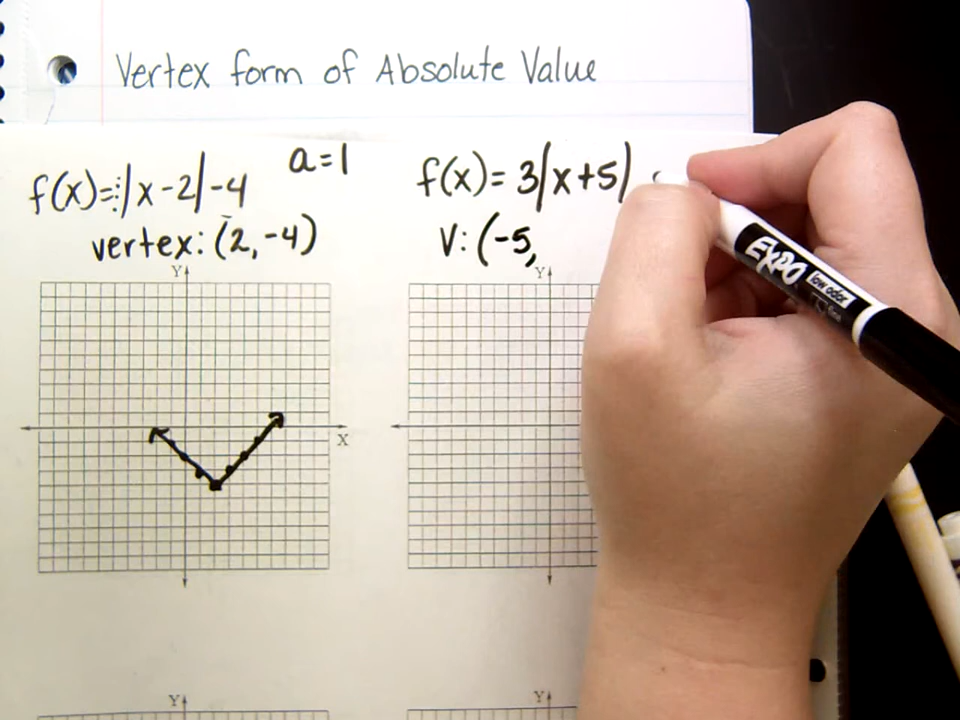 Vertex form of Absolute Value
f(x)=|x-2|-4
a=1
vertex: (2,-4)
f(x)= 3|x+5|
V: (-5,
EXPO
low odor
Y
X
Y
Y
Y